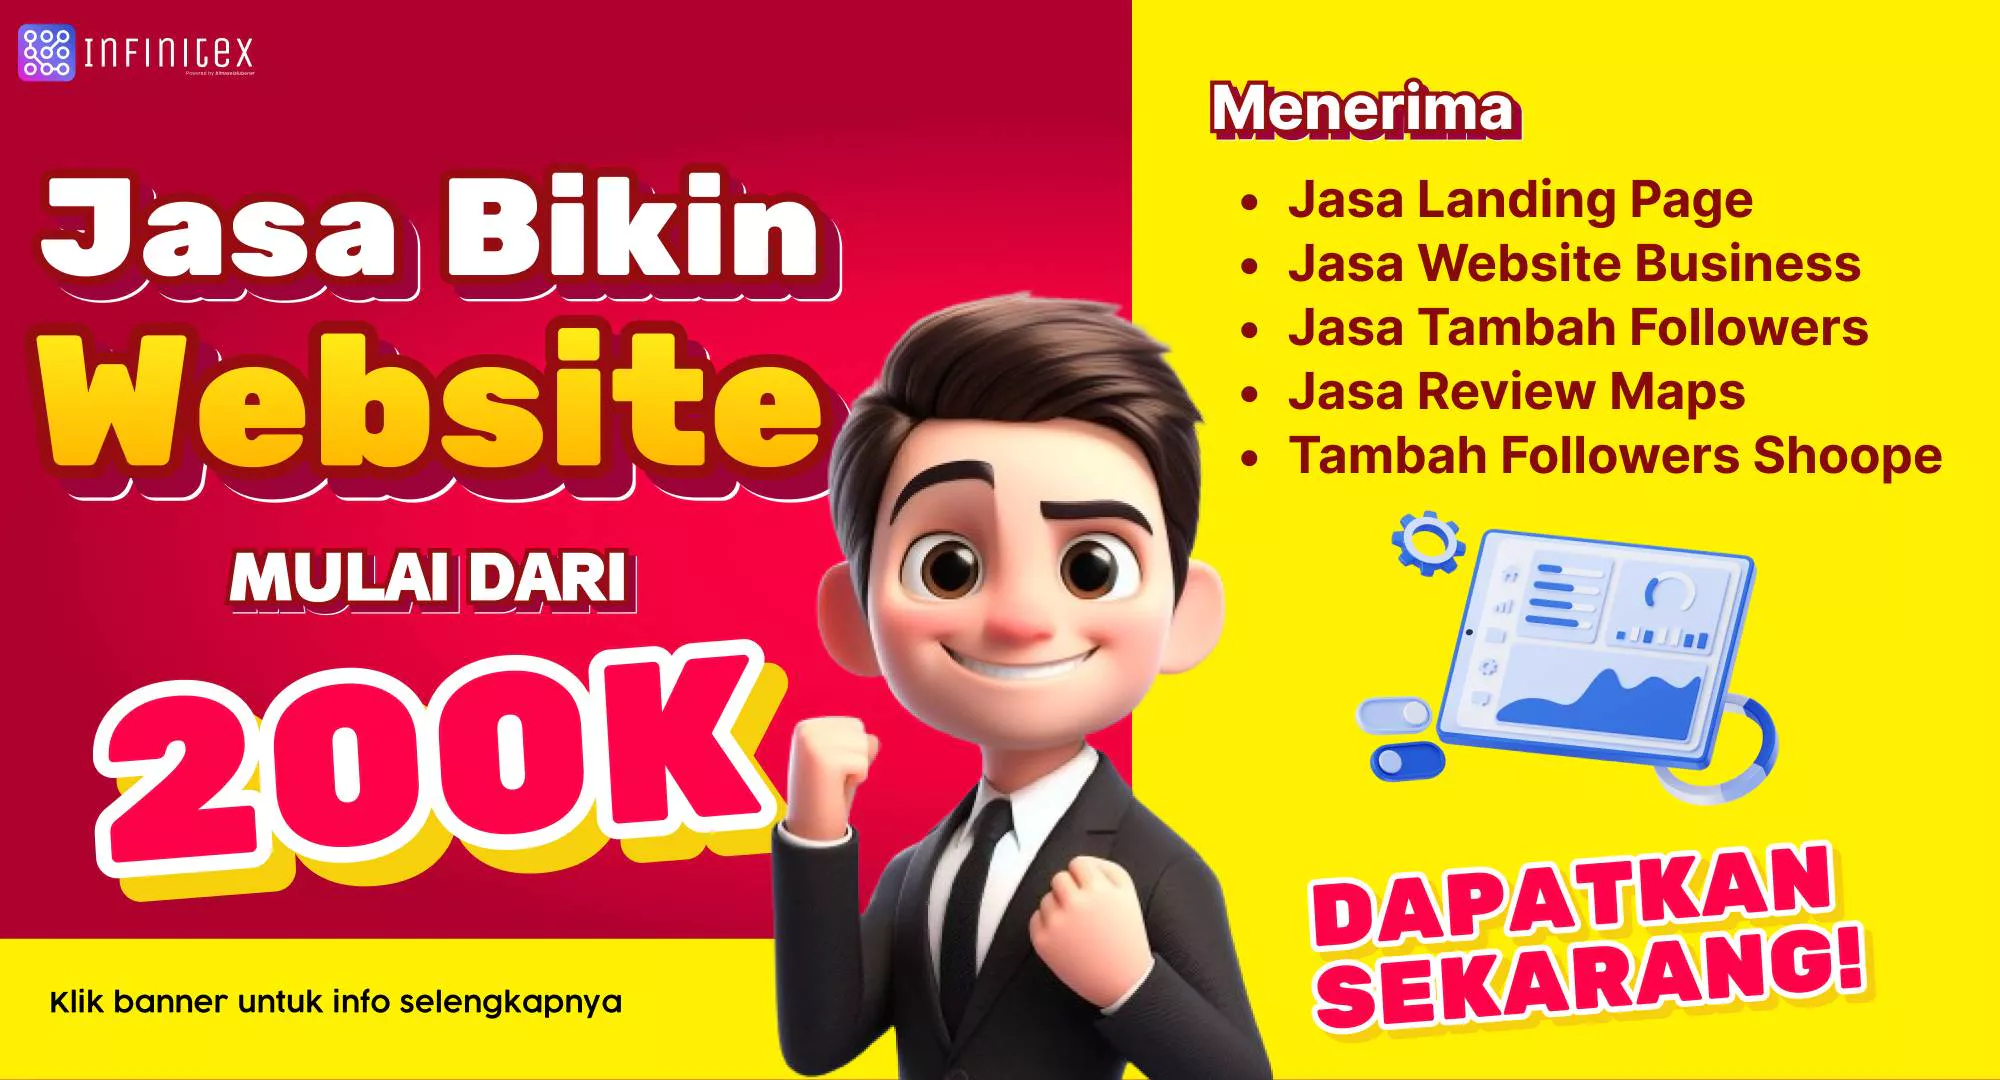 INFINITEX
Jasa Bikin
Website
MULAI DARI
200K
Klik banner untuk info selengkapnya
Menerima
• Jasa Landing Page
• Jasa Website Business
• Jasa Tambah Followers
• Jasa Review Maps
• Tambah Followers Shoope
DAPATKAN
SEKARANG!